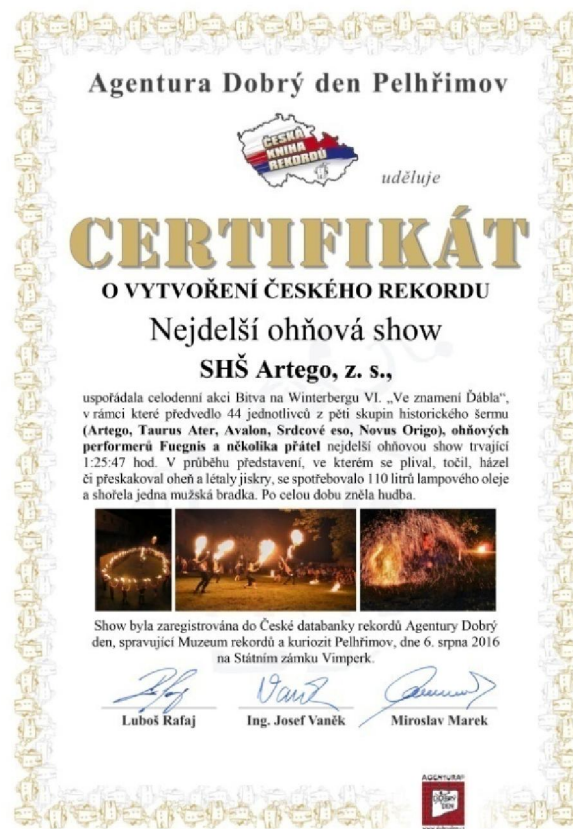 Agentura Dobrý den Pelhřimov
ČESKÁ
KNIHA
REKORDŮ
uděluje
CERTIFIKÁT
O VYTVOŘENÍ ČESKÉHO REKORDU
Nejdelší ohňová show
SHŠ Artego, z. s.,
uspořádala celodenní akci Bitva na Winterbergu VI. „Ve znamení Ďábla“,
v rámci které předvedlo 44 jednotlivců z pěti skupin historického šermu
(Artego, Taurus Ater, Avalon, Srdcové eso, Novus Origo), ohňových
performerů Fuegnis a několika přátel nejdelší ohňovou show trvající
1:25:47 hod. V průběhu představení, ve kterém se plival, točil, házel
či přeskakoval oheň a létaly jiskry, se spotřebovalo 110 litrů lampového oleje
a shořela jedna mužská bradka. Po celou dobu zněla hudba.
Show byla zaregistrována do České databanky rekordů Agentury Dobrý
den, spravující Muzeum rekordů a kuriozit Pelhřimov, dne 6. srpna 2016
na Státním zámku Vimperk.
Luboš Rafaj Ing. Josef Vaněk Miroslav Marek
AGENTURA
DOBRÝ
DEN